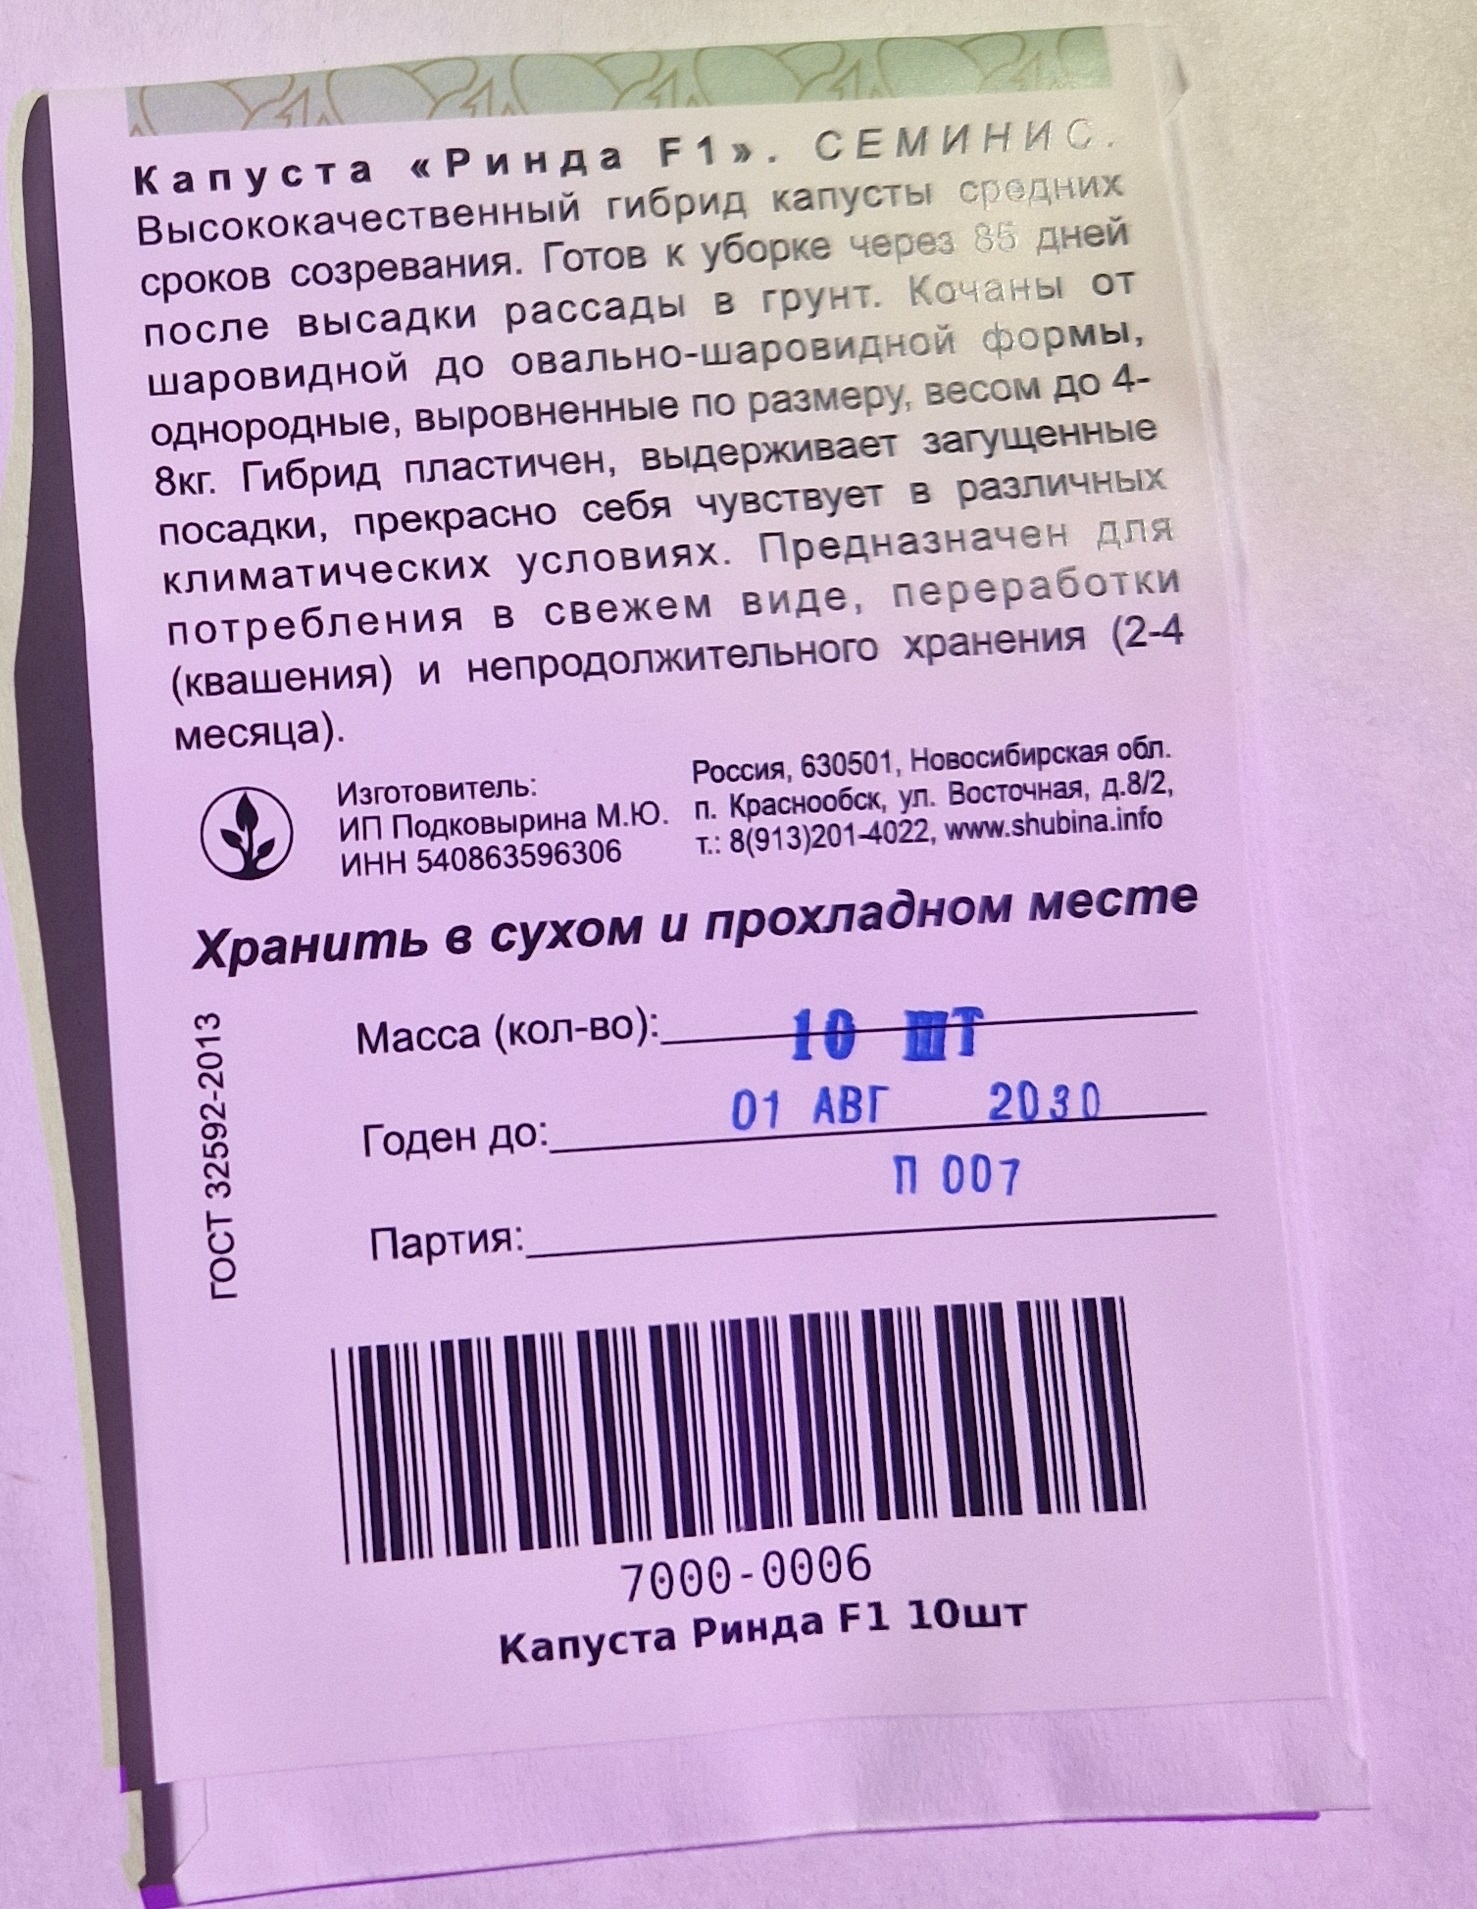 Капуста «Ринда F1». СЕМИНИС.
Высококачественный гибрид капусты средних
сроков созревания. Готов к уборке через 85 дней
после высадки рассады в грунт. Кочаны от
шаровидной до овально-шаровидной формы,
однородные, выровненные по размеру, весом до 4-
8кг. Гибрид пластичен, выдерживает загущенные
посадки, прекрасно себя чувствует в различных
климатических условиях. Предназначен для
потребления в свежем виде, переработки
(квашения) и непродолжительного хранения (2-4
месяца).
Изготовитель:
ИП Подковырина М.Ю.
ИНН 540863596306
Россия, 630501, Новосибирская обл.
п. Краснообск, ул. Восточная, д.8/2,
т.: 8(913)201-4022, www.shubina.info
Хранить в сухом и прохладном месте
ГОСТ 32592-2013
Масса (кол-во): 10 ШТ
Годен до: 01 АВГ 2030
П 007
Партия:
7000-0006
Капуста Ринда F1 10шт